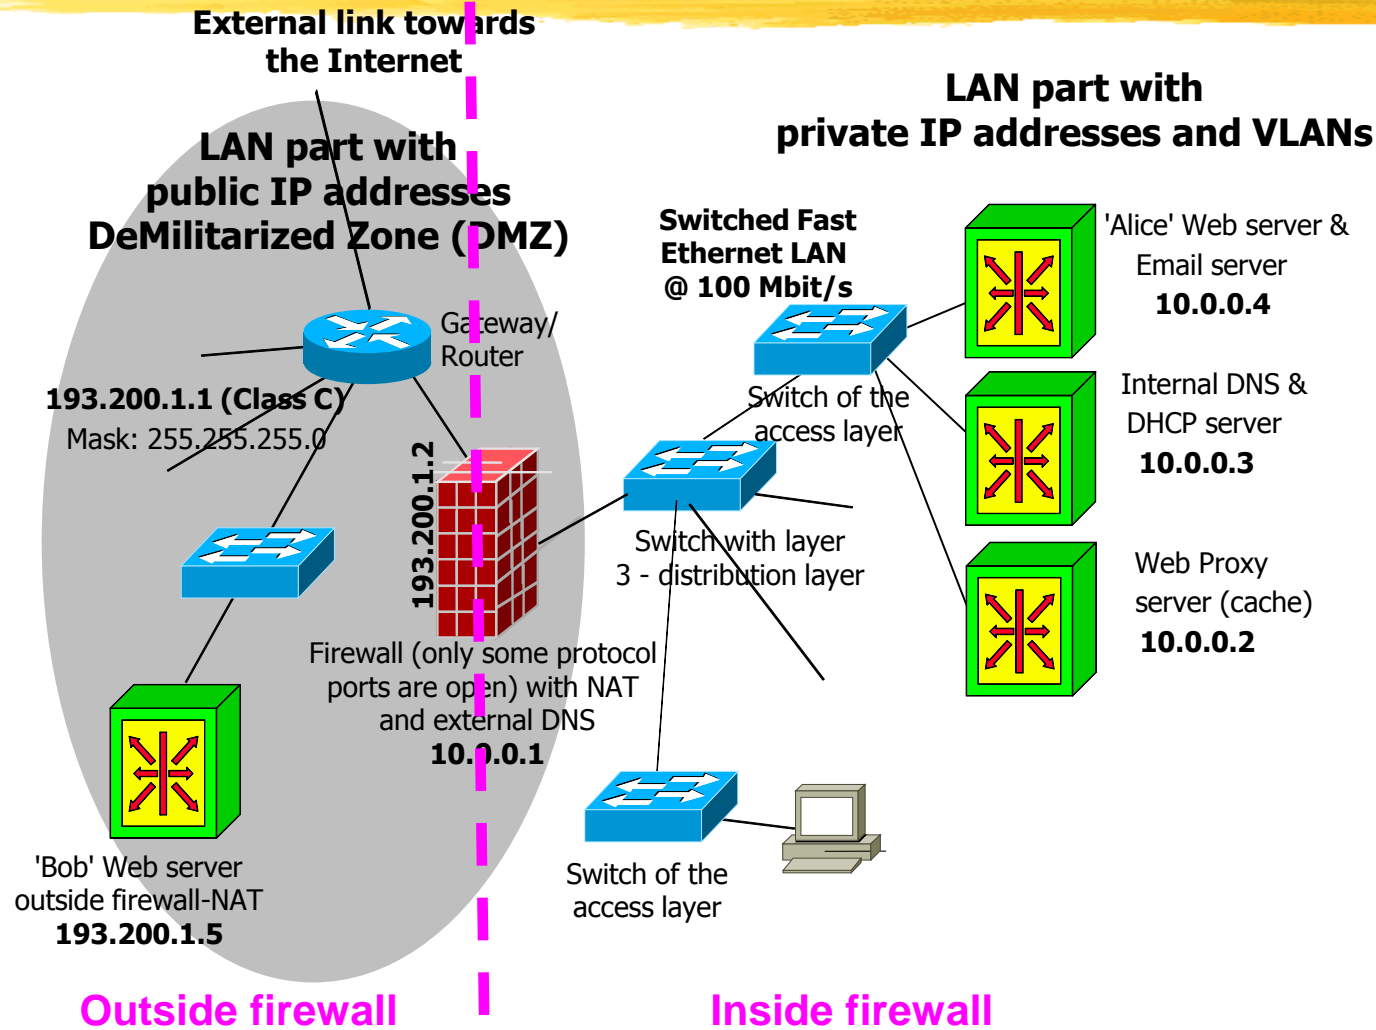 External link towards
the Internet
LAN part with
private IP addresses and VLANs
LAN part with
public IP addresses
DeMilitarized Zone (DMZ)
Switched Fast
Ethernet LAN
@ 100 Mbit/s
'Alice' Web server &
Email server
10.0.0.4
Gateway/
Router
193.200.1.1 (Class C)
Mask: 255.255.255.0
Switch of the
access layer
Internal DNS &
DHCP server
10.0.0.3
193.200.1.2
Switch with layer
3 - distribution layer
Web Proxy
server (cache)
10.0.0.2
Firewall (only some protocol
ports are open) with NAT
and external DNS
10.0.0.1
'Bob' Web server
outside firewall-NAT
193.200.1.5
Switch of the
access layer
Outside firewall
Inside firewall